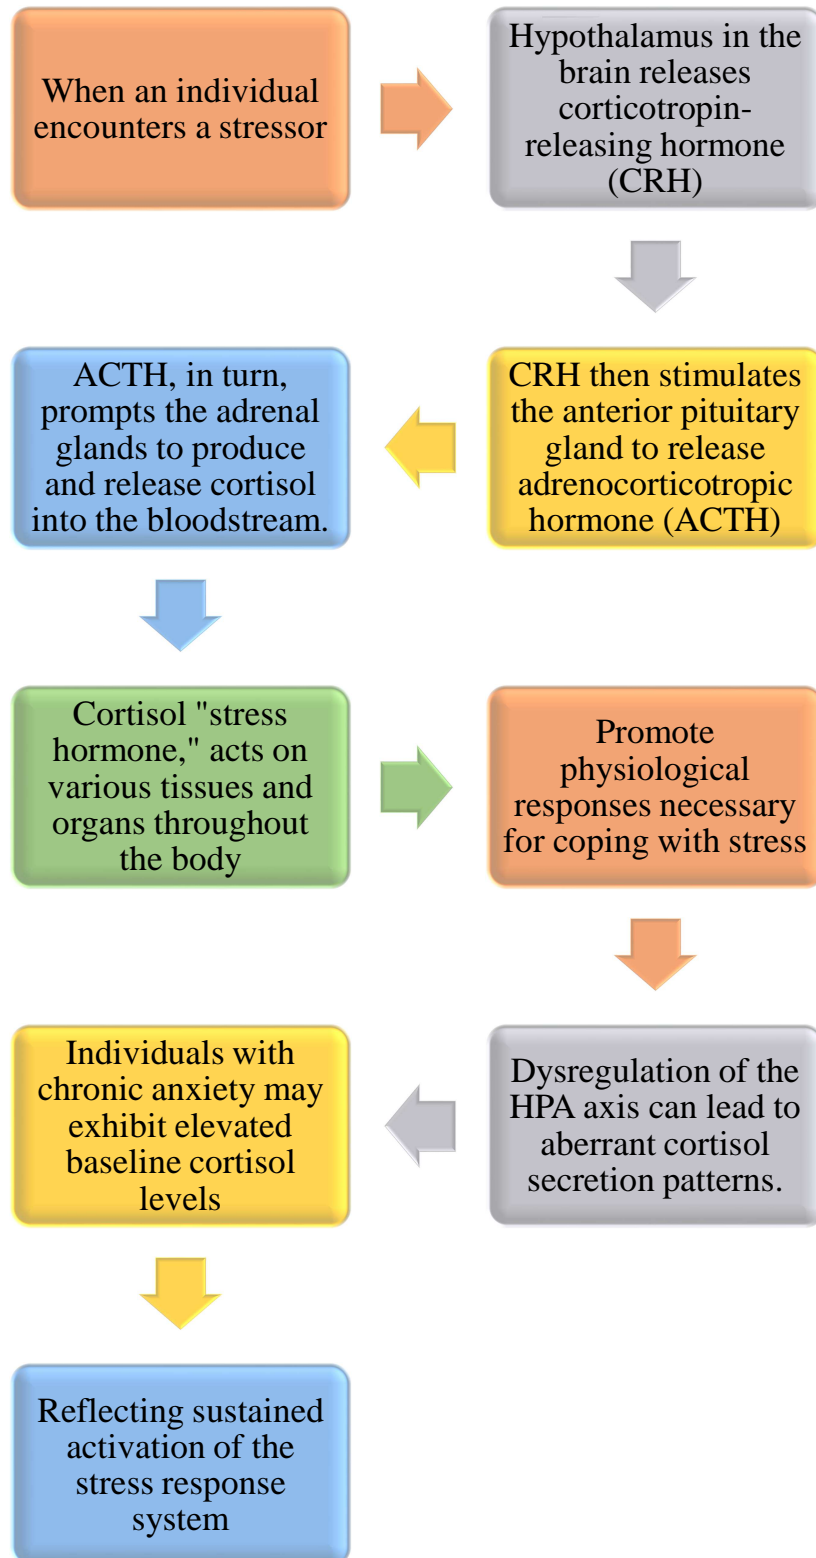 When an individual
encounters a stressor
Hypothalamus in the
brain releases
corticotropin-
releasing hormone
(CRH)
CRH then stimulates
the anterior pituitary
gland to release
adrenocorticotropic
hormone (ACTH)
ACTH, in turn,
prompts the adrenal
glands to produce
and release cortisol
into the bloodstream.
Cortisol "stress
hormone," acts on
various tissues and
organs throughout
the body
Promote
physiological
responses necessary
for coping with stress
Dysregulation of the
HPA axis can lead to
aberrant cortisol
secretion patterns.
Individuals with
chronic anxiety may
exhibit elevated
baseline cortisol
levels
Reflecting sustained
activation of the
stress response
system